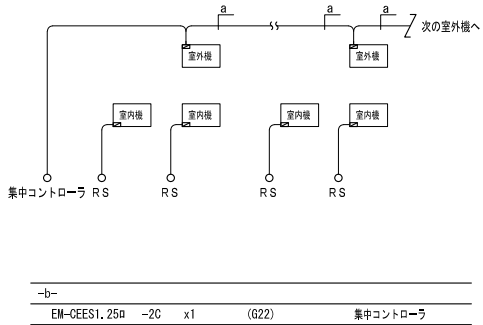 a a a
次の室外機へ
室外機 室外機
室内機 室内機 室内機 室内機
集中コントローラ RS RS RS RS
-b-
EM-CEES1.25□ -2C x1 (G22) 集中コントローラ